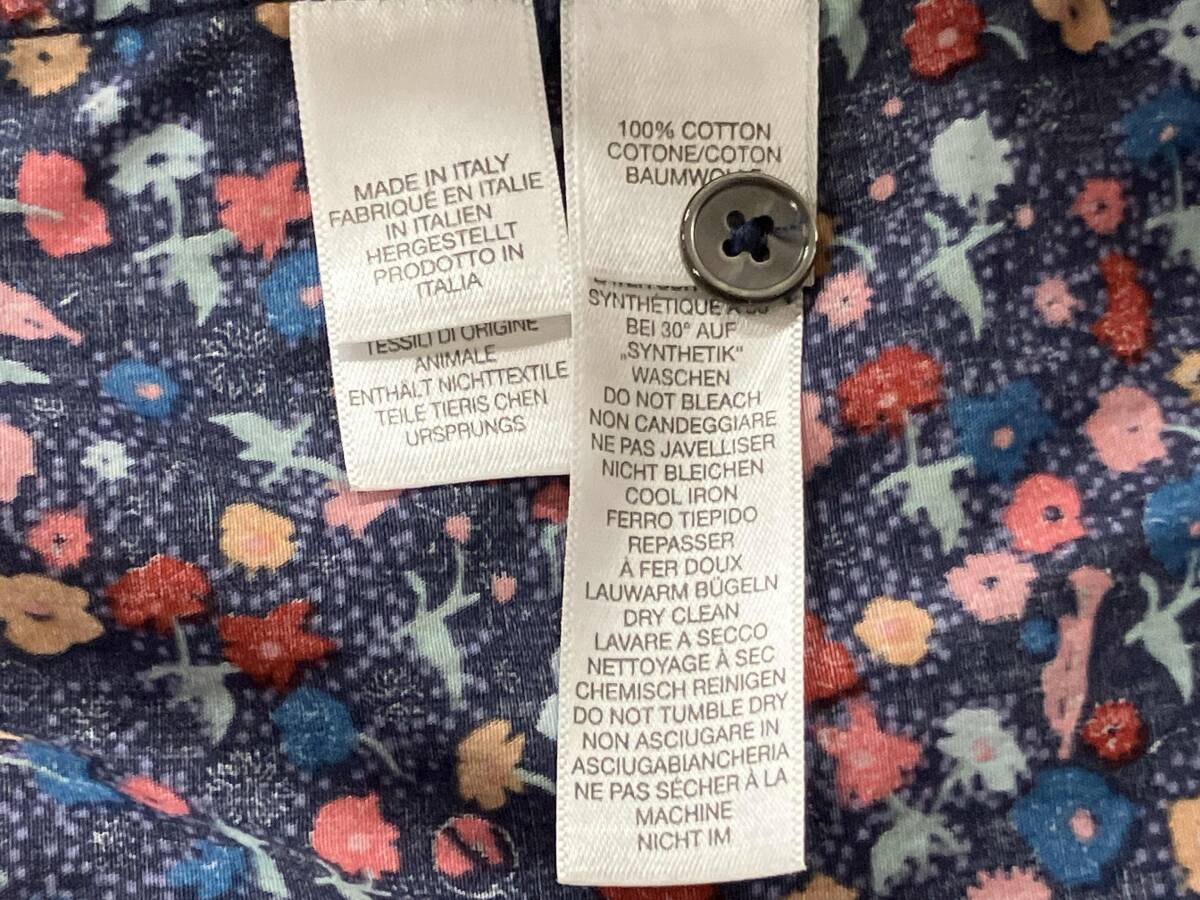 MADE IN ITALY
FABRIQUÉ EN ITALIE
IN ITALIEN
HERGESTELLT
PRODOTTO IN
ITALIA
TESSILI DI ORIGINE
ANIMALE
ENTHÄLT NICHTTEXTILE
TEILE TIERIS CHEN
URSPRUNGS
100% COTTON
COTONE/COTON
SYNTHÉTIQUE À
BEI 30° AUF
„SYNTHETIK“
WASCHEN
DO NOT BLEACH
NON CANDEGGIARE
NE PAS JAVELLISER
NICHT BLEICHEN
COOL IRON
FERRO TIEPIDO
REPASSER
À FER DOUX
LAUWARM BÜGELN
DRY CLEAN
LAVARE A SECCO
NETTOYAGE À SEC
CHEMISCH REINIGEN
DO NOT TUMBLE DRY
NON ASCIUGARE IN
ASCIUGABIANCHERIA
NE PAS SÉCHER À LA
MACHINE
NICHT IM